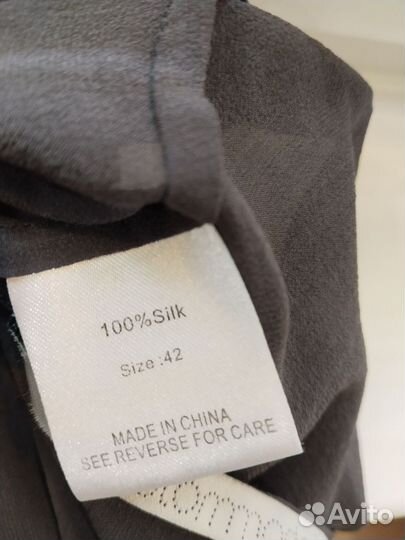 100%Silk
Size:42
MADE IN CHINA
SEE REVERSE FOR CARE
Avito